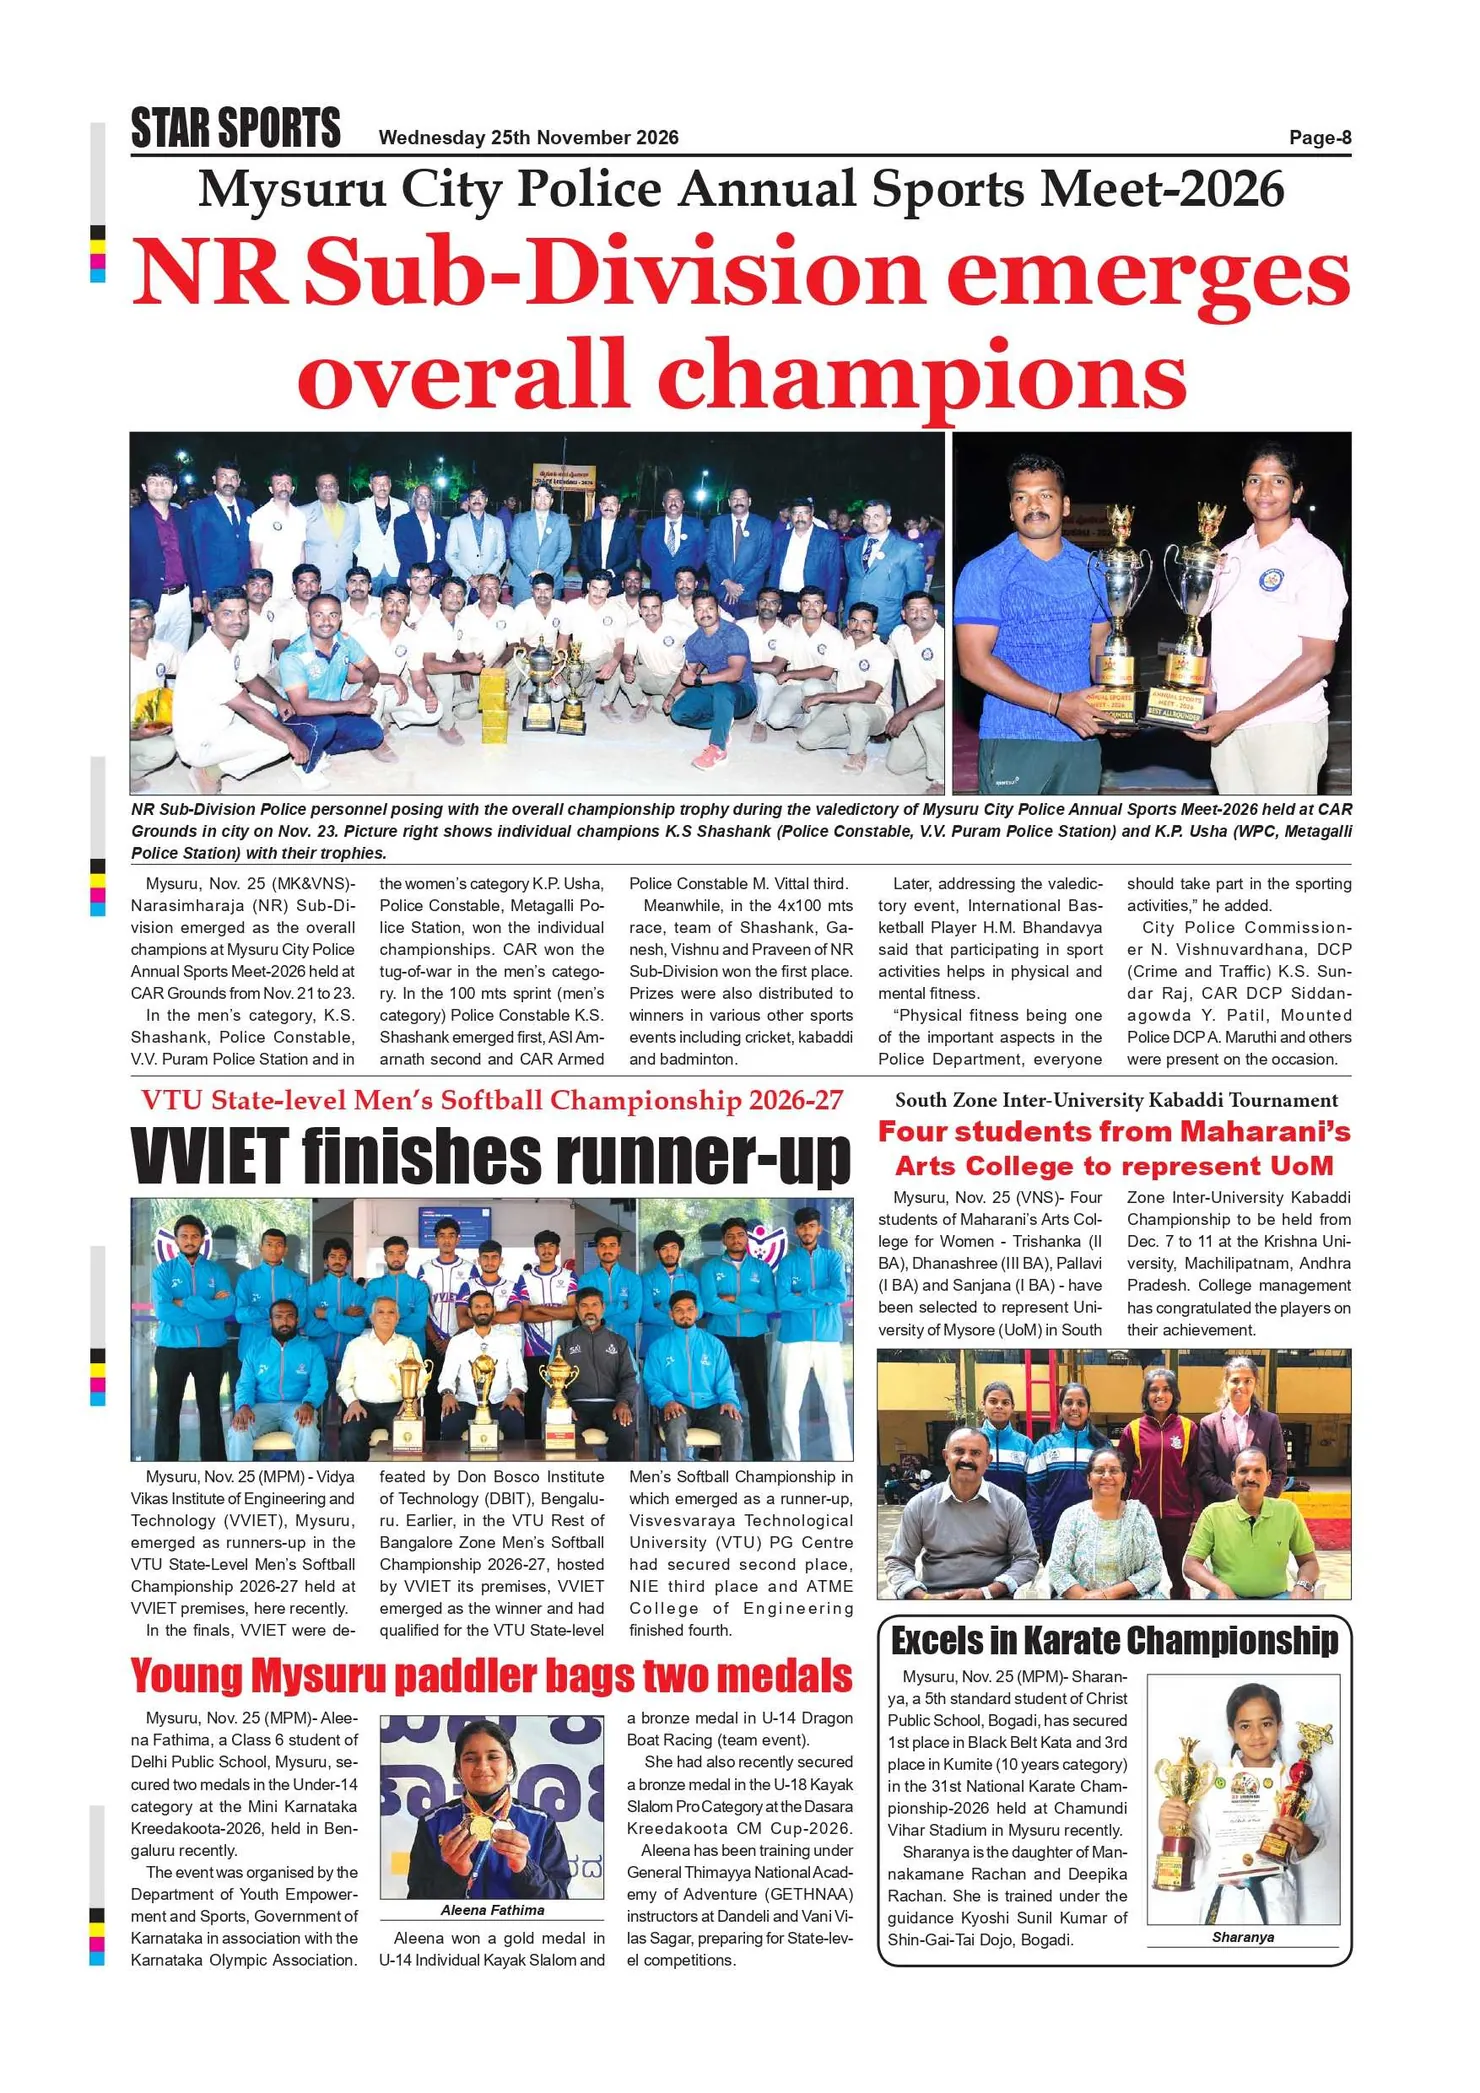 STAR SPORTS
Wednesday 25th November 2026
Page-8
Mysuru City Police Annual Sports Meet-2026
NR Sub-Division emerges
overall champions
ANNUAL SPORTS
MEET - 2026
BEST ALLROUNDER
NR Sub-Division Police personnel posing with the overall championship trophy during the valedictory of Mysuru City Police Annual Sports Meet-2026 held at CAR
Grounds in city on Nov. 23. Picture right shows individual champions K.S Shashank (Police Constable, V.V. Puram Police Station) and K.P. Usha (WPC, Metagalli
Police Station) with their trophies.
Mysuru, Nov. 25 (MK&VNS)-
Narasimharaja (NR) Sub-Di-
vision emerged as the overall
champions at Mysuru City Police
Annual Sports Meet-2026 held at
CAR Grounds from Nov. 21 to 23.
In the men's category, K.S.
Shashank, Police Constable,
V.V. Puram Police Station and in
the women's category K.P. Usha,
Police Constable, Metagalli Po-
lice Station, won the individual
championships. CAR won the
tug-of-war in the men's catego-
ry. In the 100 mts sprint (men's
category) Police Constable K.S.
Shashank emerged first, ASI Am-
arnath second and CAR Armed
Police Constable M. Vittal third.
Meanwhile, in the 4x100 mts
race, team of Shashank, Ga-
nesh, Vishnu and Praveen of NR
Sub-Division won the first place.
Prizes were also distributed to
winners in various other sports
events including cricket, kabaddi
and badminton.
Later, addressing the valedic-
tory event, International Bas-
ketball Player H.M. Bhandavya
said that participating in sport
activities helps in physical and
mental fitness.
“Physical fitness being one
of the important aspects in the
Police Department, everyone
should take part in the sporting
activities,” he added.
City Police Commission-
er N. Vishnuvardhana, DCP
(Crime and Traffic) K.S. Sun-
dar Raj, CAR DCP Siddan-
agowda Y. Patil, Mounted
Police DCP A. Maruthi and others
were present on the occasion.
VTU State-level Men's Softball Championship 2026-27
VVIET finishes runner-up
Mysuru, Nov. 25 (MPM) - Vidya
Vikas Institute of Engineering and
Technology (VVIET), Mysuru,
emerged as runners-up in the
VTU State-Level Men's Softball
Championship 2026-27 held at
VVIET premises, here recently.
In the finals, VVIET were de-
feated by Don Bosco Institute
of Technology (DBIT), Bengalu-
ru. Earlier, in the VTU Rest of
Bangalore Zone Men's Softball
Championship 2026-27, hosted
by VVIET its premises, VVIET
emerged as the winner and had
qualified for the VTU State-level
Men's Softball Championship in
which emerged as a runner-up,
Visvesvaraya Technological
University (VTU) PG Centre
had secured second place,
NIE third place and ATME
College of Engineering
finished fourth.
South Zone Inter-University Kabaddi Tournament
Four students from Maharani's
Arts College to represent UoM
Mysuru, Nov. 25 (VNS)- Four
students of Maharani's Arts Col-
lege for Women - Trishanka (II
BA), Dhanashree (III BA), Pallavi
(I BA) and Sanjana (I BA) - have
been selected to represent Uni-
versity of Mysore (UoM) in South
Zone Inter-University Kabaddi
Championship to be held from
Dec. 7 to 11 at the Krishna Uni-
versity, Machilipatnam, Andhra
Pradesh. College management
has congratulated the players on
their achievement.
Young Mysuru paddler bags two medals
Mysuru, Nov. 25 (MPM)- Alee-
na Fathima, a Class 6 student of
Delhi Public School, Mysuru, se-
cured two medals in the Under-14
category at the Mini Karnataka
Kreedakoota-2026, held in Ben-
galuru recently.
The event was organised by the
Department of Youth Empower-
ment and Sports, Government of
Karnataka in association with the
Karnataka Olympic Association.
Aleena Fathima
Aleena won a gold medal in
U-14 Individual Kayak Slalom and
a bronze medal in U-14 Dragon
Boat Racing (team event).
She had also recently secured
a bronze medal in the U-18 Kayak
Slalom Pro Category at the Dasara
Kreedakoota CM Cup-2026.
Aleena has been training under
General Thimayya National Acad-
emy of Adventure (GETHNAA)
instructors at Dandeli and Vani Vi-
las Sagar, preparing for State-lev-
el competitions.
Excels in Karate Championship
Mysuru, Nov. 25 (MPM)- Sharan-
ya, a 5th standard student of Christ
Public School, Bogadi, has secured
1st place in Black Belt Kata and 3rd
place in Kumite (10 years category)
in the 31st National Karate Cham-
pionship-2026 held at Chamundi
Vihar Stadium in Mysuru recently.
Sharanya is the daughter of Man-
nakamane Rachan and Deepika
Rachan. She is trained under the
guidance Kyoshi Sunil Kumar of
Shin-Gai-Tai Dojo, Bogadi.
Sharanya